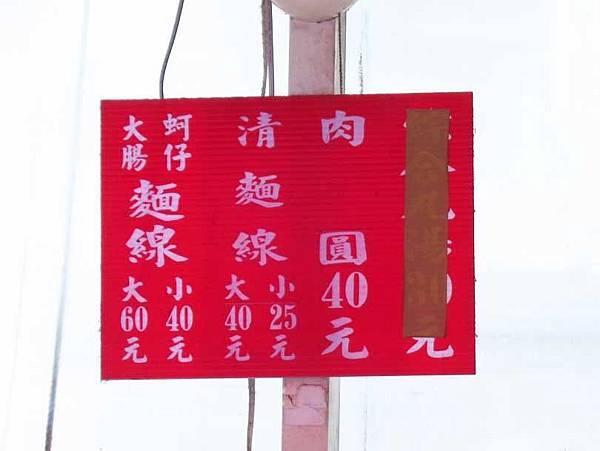 肉圓40元
清麵線
小25元
大40元
蚵仔
大腸
麵線
小40元
大60元